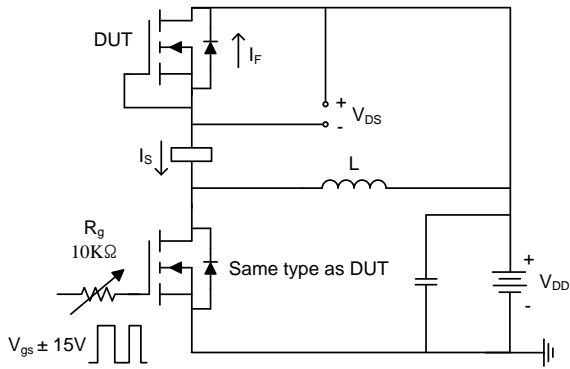 DUT
I_F
+
V_DS
-
I_S
L
R_g
10KΩ
Same type as DUT
+
V_DD
-
V_gs ± 15V